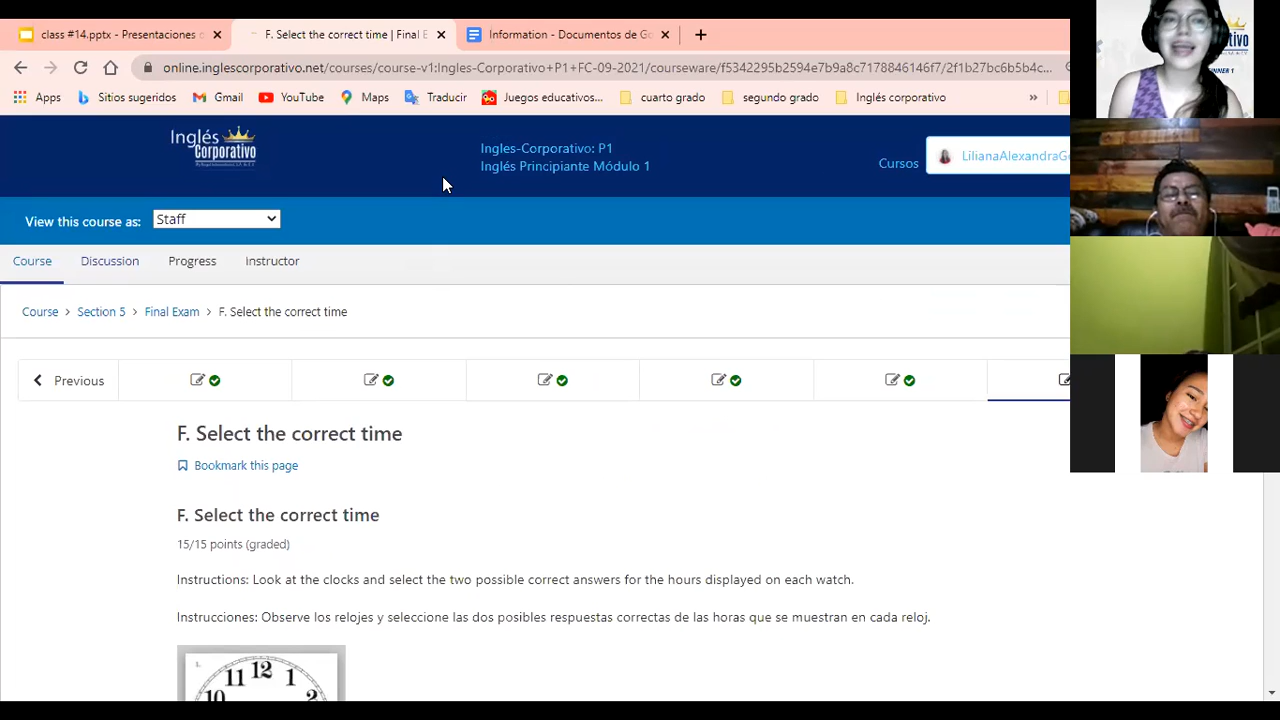 class #14.pptx - Presentaciones
F. Select the correct time | Final E
Information - Documentos de Go
online.inglescorporativo.net/courses/course-v1:Ingles-Corpor
+P1+FC-09-2021/courseware/f5342295b2594e7b9a8c7178846146f7/2f1b27bc6b5b4c...
Apps
Sitios sugeridos
Gmail
YouTube
Maps
Traducir
Juegos educativos...
cuarto grado
segundo grado
Inglés corporativo
»
Inglés
Corporativo
Ingles-Corporativo: P1
Inglés Principiante Módulo 1
Cursos
LilianaAlexandraG
View this course as:
Staff
Course
Discussion
Progress
Instructor
Course > Section 5 > Final Exam > F. Select the correct time
Previous
F. Select the correct time
Bookmark this page
F. Select the correct time
15/15 points (graded)
Instructions: Look at the clocks and select the two possible correct answers for the hours displayed on each watch.
Instrucciones: Observe los relojes y seleccione las dos posibles respuestas correctas de las horas que se muestran en cada reloj.
1.
11 12 1
10 2